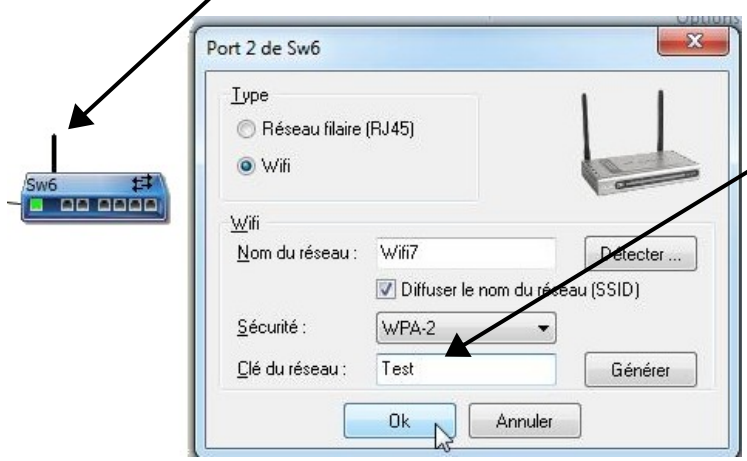 Options
Port 2 de Sw6
Type
Réseau filaire (RJ45)
Wifi
Sw6
Wifi
Nom du réseau : Wifi7 Détecter ...
Diffuser le nom du réseau (SSID)
Sécurité : WPA-2
Clé du réseau : Test Générer
Ok Annuler